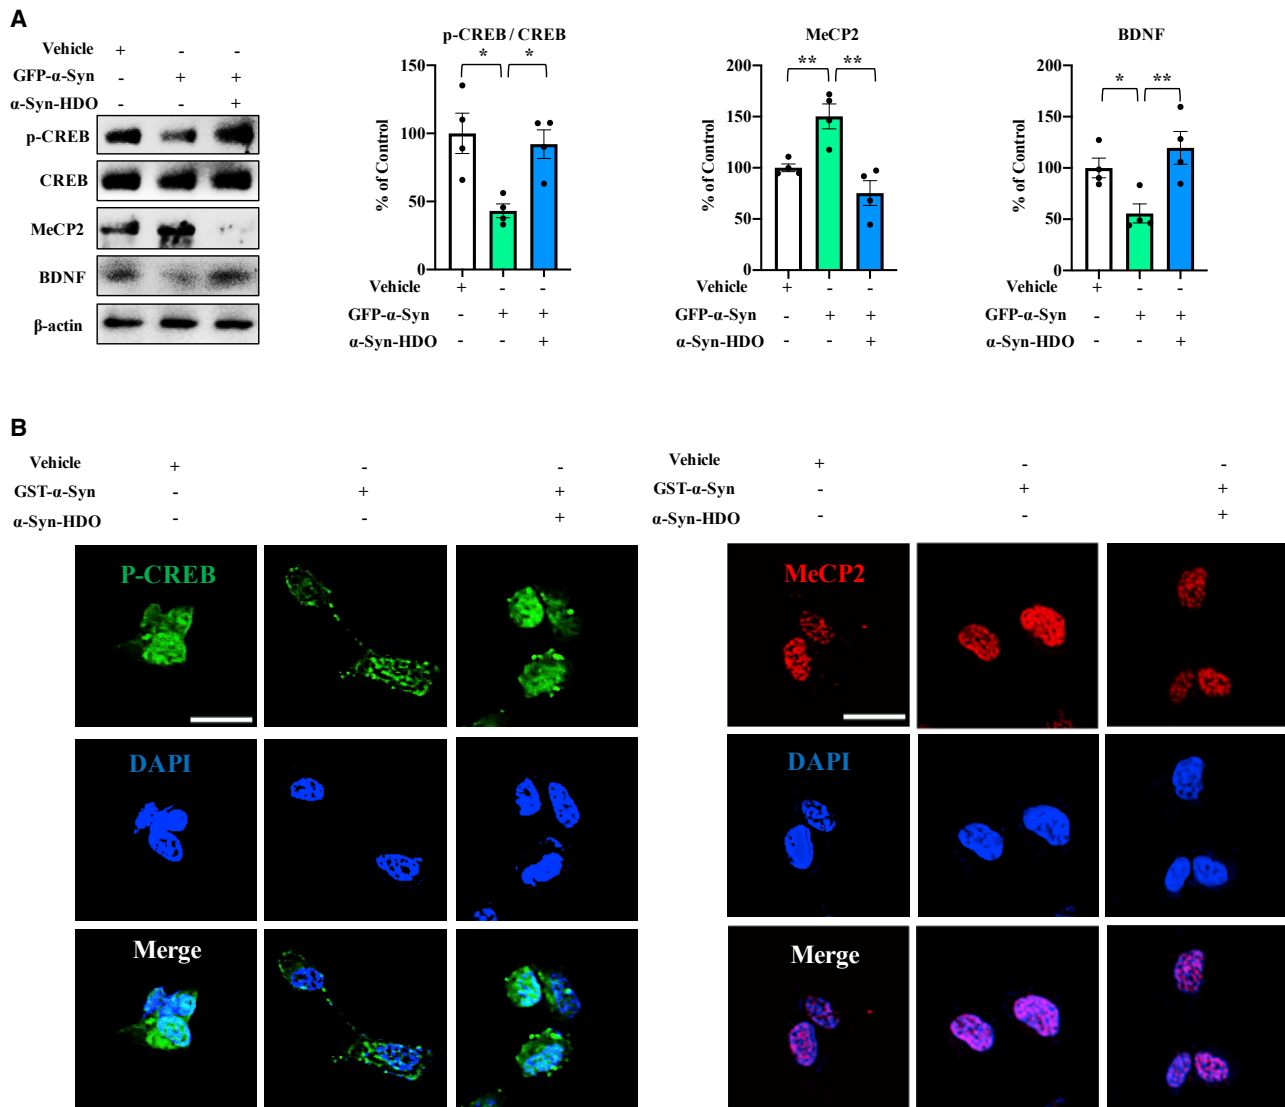 A
Vehicle + - -
GFP-α-Syn - + +
α-Syn-HDO - - +
p-CREB
CREB
MeCP2
BDNF
β-actin
p-CREB / CREB
* *
150
100
50
0
% of Control
Vehicle + - -
GFP-α-Syn - + +
α-Syn-HDO - - +
MeCP2
** **
200
150
100
50
0
% of Control
Vehicle + - -
GFP-α-Syn - + +
α-Syn-HDO - - +
BDNF
* **
200
150
100
50
0
% of Control
Vehicle + - -
GFP-α-Syn - + +
α-Syn-HDO - - +
B
Vehicle + - -
GST-α-Syn - + +
α-Syn-HDO - - +
P-CREB
DAPI
Merge
Vehicle + - -
GST-α-Syn - + +
α-Syn-HDO - - +
MeCP2
DAPI
Merge